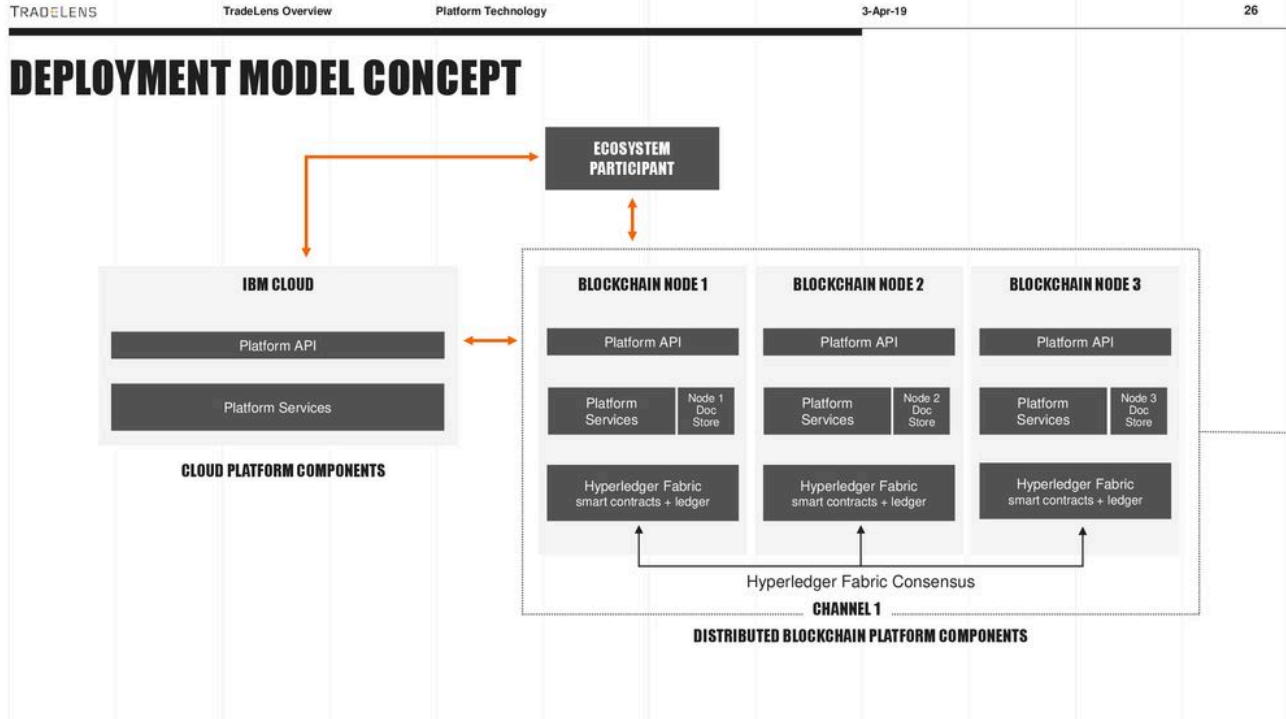 TRADELENS TradeLens Overview Platform Technology 3-Apr-19 26
DEPLOYMENT MODEL CONCEPT
ECOSYSTEM
PARTICIPANT
IBM CLOUD
Platform API
Platform Services
CLOUD PLATFORM COMPONENTS
BLOCKCHAIN NODE 1
Platform API
Platform
Services
Node 1
Doc
Store
Hyperledger Fabric
smart contracts + ledger
BLOCKCHAIN NODE 2
Platform API
Platform
Services
Node 2
Doc
Store
Hyperledger Fabric
smart contracts + ledger
BLOCKCHAIN NODE 3
Platform API
Platform
Services
Node 3
Doc
Store
Hyperledger Fabric
smart contracts + ledger
Hyperledger Fabric Consensus
CHANNEL 1
DISTRIBUTED BLOCKCHAIN PLATFORM COMPONENTS